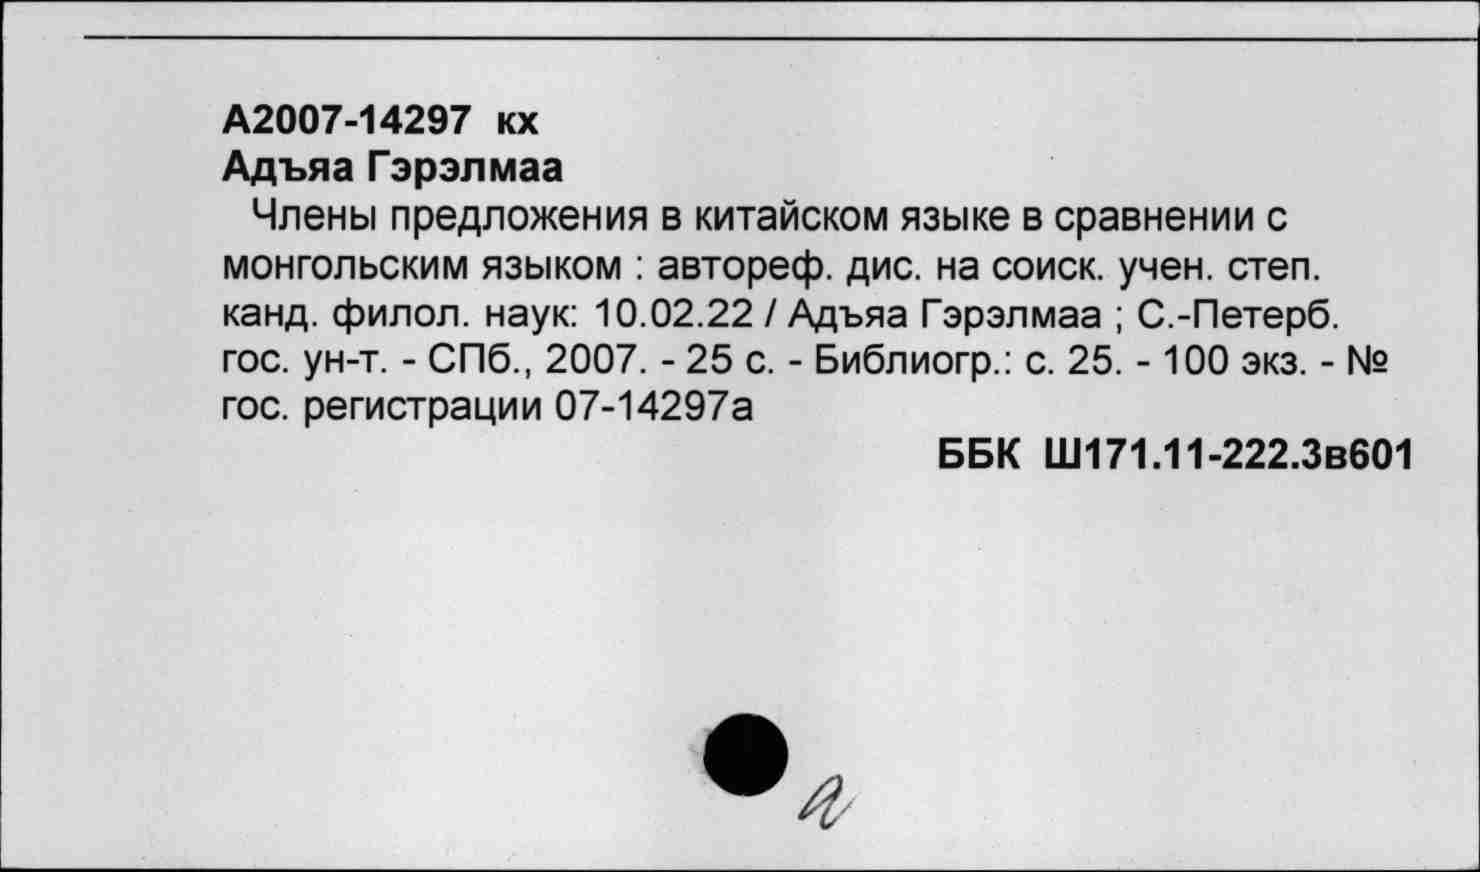 А2007-14297 кх
Адъяа Гэрэлмаа
Члены предложения в китайском языке в сравнении с
монгольским языком : автореф. дис. на соиск. учен. степ.
канд. филол. наук: 10.02.22 / Адъяа Гэрэлмаа ; С.-Петерб.
гос. ун-т. - СПб., 2007. - 25 с. - Библиогр.: с. 25. - 100 экз. - №
гос. регистрации 07-14297а
ББК Ш171.11-222.3в601
а